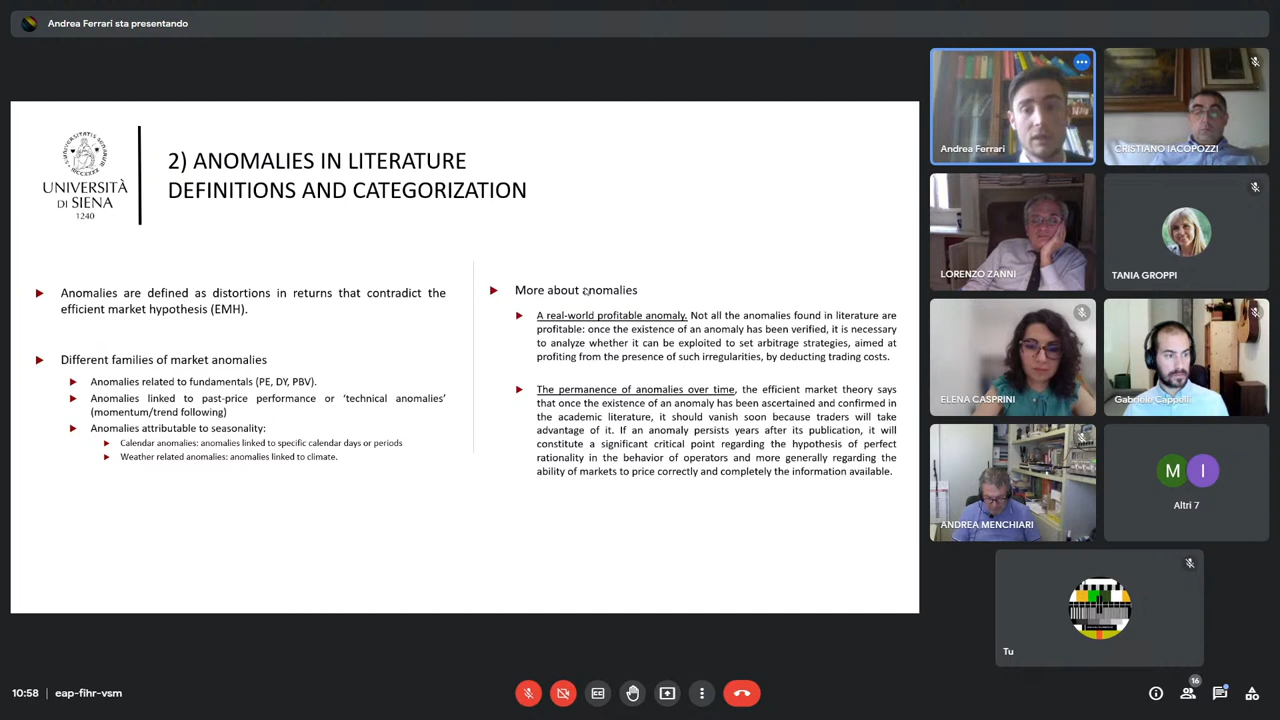 Andrea Ferrari sta presentando
UNIVERSITÀ
DI SIENA
1240
2) ANOMALIES IN LITERATURE
DEFINITIONS AND CATEGORIZATION
Anomalies are defined as distortions in returns that contradict the
efficient market hypothesis (EMH).
Different families of market anomalies
Anomalies related to fundamentals (PE, DY, PBV).
Anomalies linked to past-price performance or ‘technical anomalies’
(momentum/trend following)
Anomalies attributable to seasonality:
Calendar anomalies: anomalies linked to specific calendar days or periods
Weather related anomalies: anomalies linked to climate.
More about anomalies
A real-world profitable anomaly. Not all the anomalies found in literature are
profitable: once the existence of an anomaly has been verified, it is necessary
to analyze whether it can be exploited to set arbitrage strategies, aimed at
profiting from the presence of such irregularities, by deducting trading costs.
The permanence of anomalies over time, the efficient market theory says
that once the existence of an anomaly has been ascertained and confirmed in
the academic literature, it should vanish soon because traders will take
advantage of it. If an anomaly persists years after its publication, it will
constitute a significant critical point regarding the hypothesis of perfect
rationality in the behavior of operators and more generally regarding the
ability of markets to price correctly and completely the information available.
Andrea Ferrari
CRISTIANO IACOPOZZI
LORENZO ZANNI
TANIA GROPPI
ELENA CASPRINI
Gabriele Cappelli
ANDREA MENCHIARI
M I
Altri 7
Tu
10:58 | eap-fihr-vsm
16